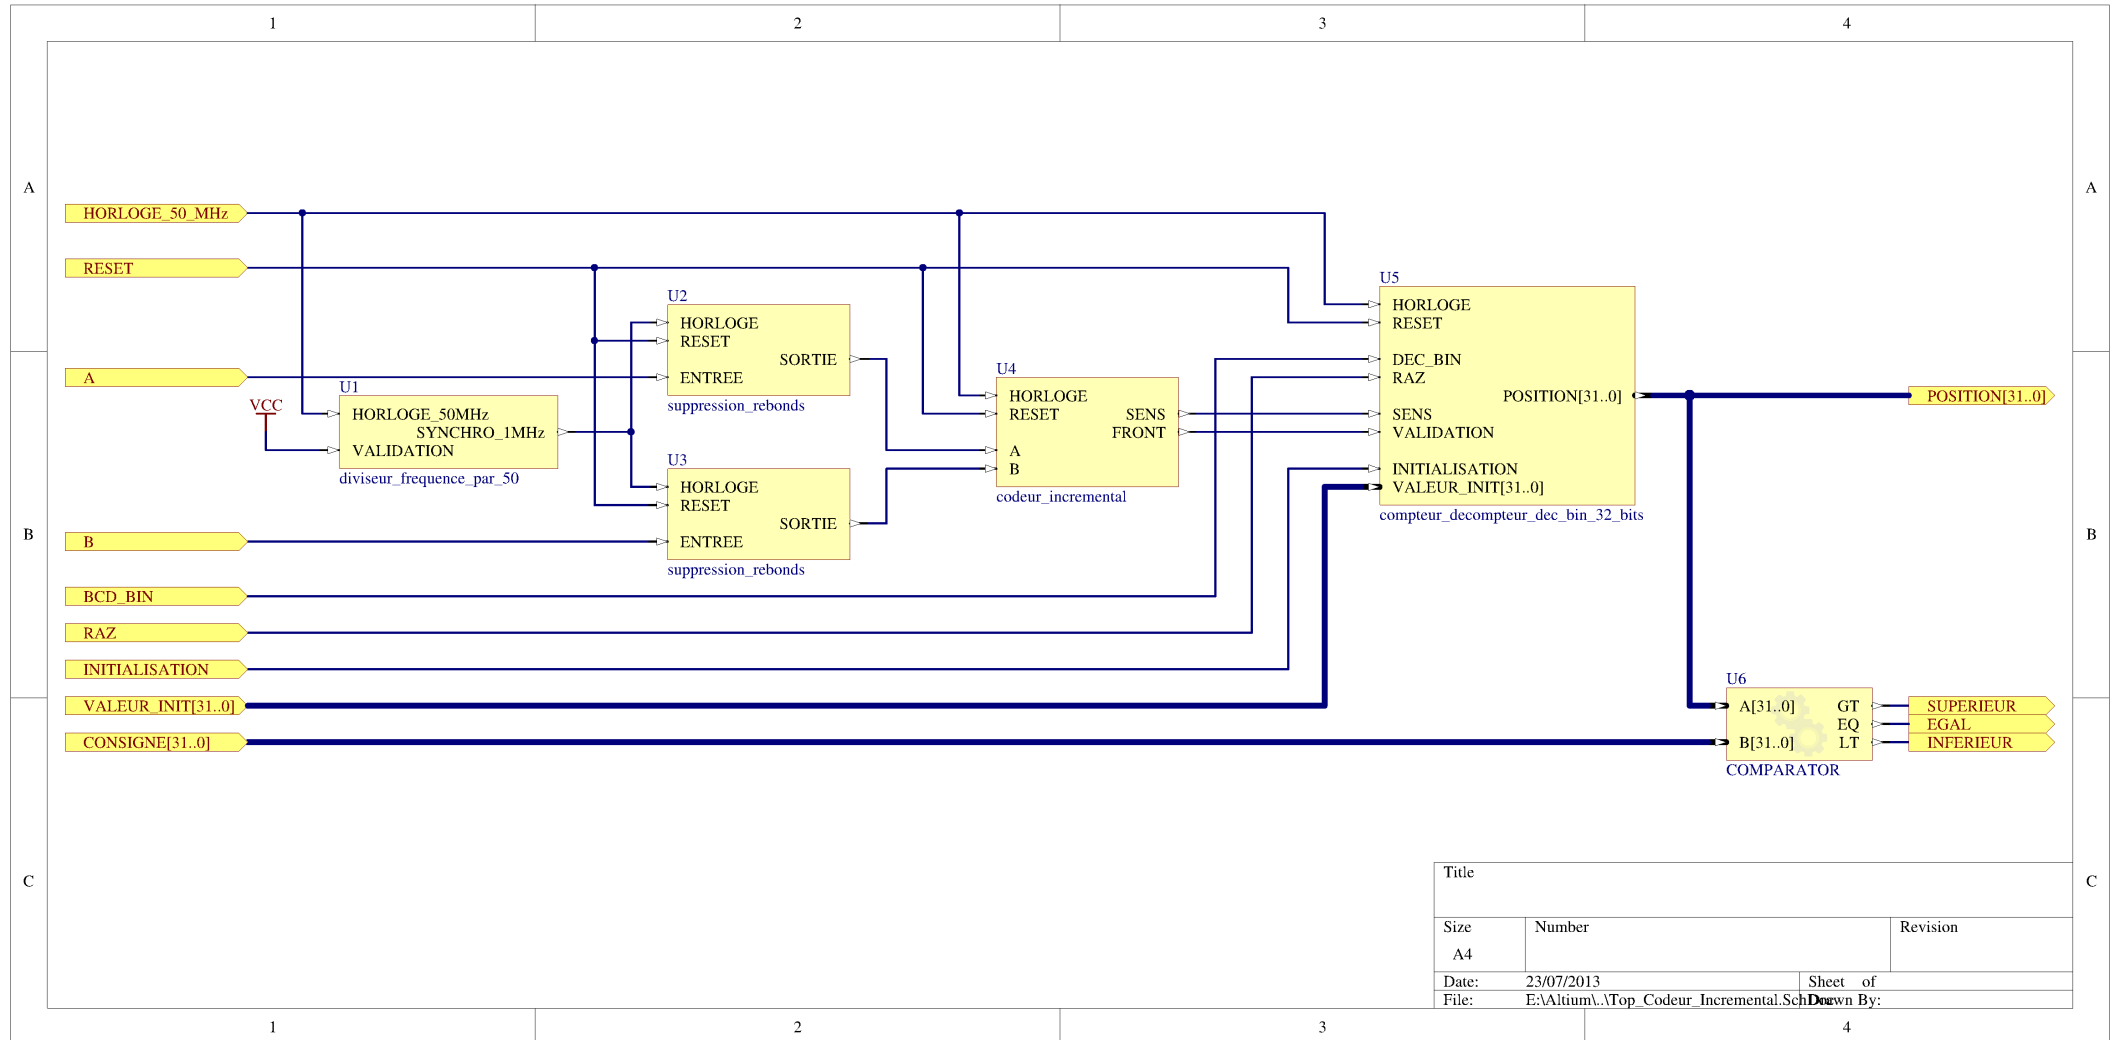 1 2 3 4
A A
HORLOGE_50_MHz
RESET
A
VCC
U1
HORLOGE_50MHz
SYNCHRO_1MHz
VALIDATION
diviseur_frequence_par_50
U2
HORLOGE
RESET
SORTIE
ENTREE
suppression_rebonds
U3
HORLOGE
RESET
SORTIE
ENTREE
suppression_rebonds
U4
HORLOGE
RESET
SENS
FRONT
A
B
codeur_incremental
U5
HORLOGE
RESET
DEC_BIN
RAZ
POSITION[31..0]
SENS
VALIDATION
INITIALISATION
VALEUR_INIT[31..0]
compteur_decompteur_dec_bin_32_bits
POSITION[31..0]
B B
B
BCD_BIN
RAZ
INITIALISATION
VALEUR_INIT[31..0]
CONSIGNE[31..0]
U6
A[31..0] GT
EQ
B[31..0] LT
COMPARATOR
SUPERIEUR
EGAL
INFERIEUR
C C
Title
Size Number Revision
A4
Date: 23/07/2013 Sheet of
File: E:\Altium\..\Top_Codeur_Incremental.SchDoc Drawn By:
1 2 3 4